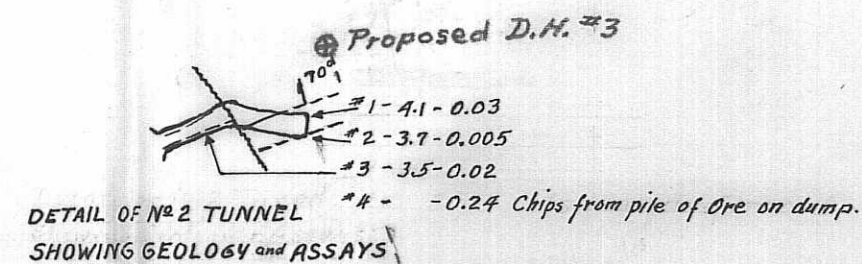 Proposed D.H. #3
70°
#1 - 4.1 - 0.03
#2 - 3.7 - 0.005
#3 - 3.5 - 0.02
#4 - - 0.24 Chips from pile of Ore on dump.
DETAIL OF Nº 2 TUNNEL
SHOWING GEOLOGY and ASSAYS